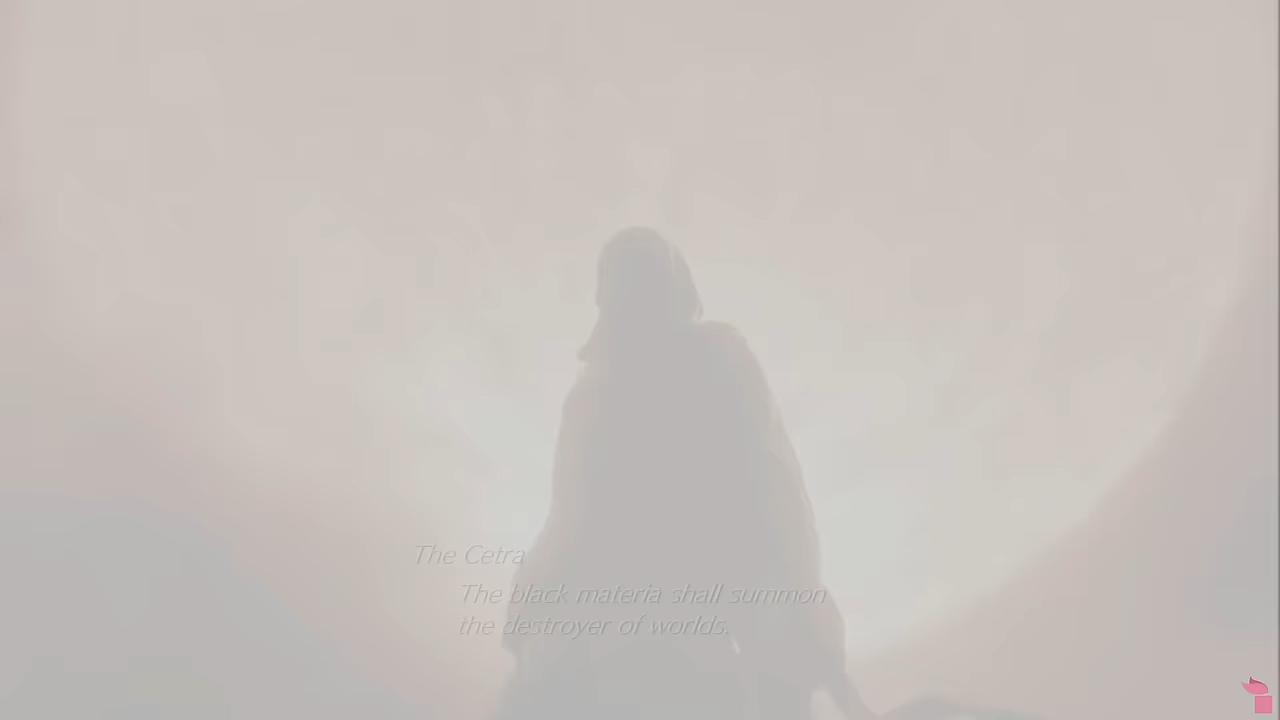 The Cetra
The black materia shall summon
the destroyer of worlds.